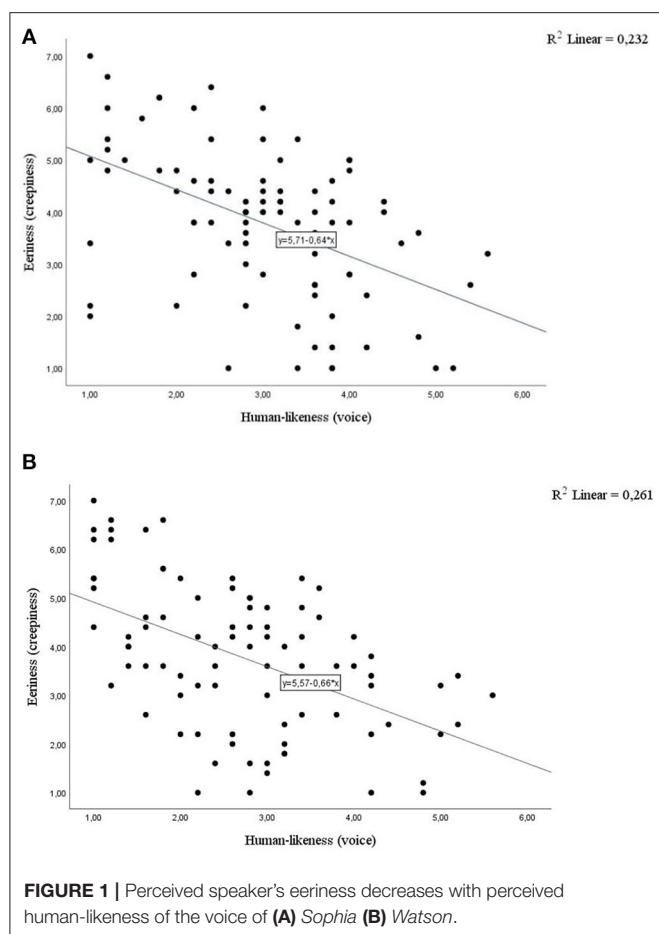 A
R² Linear = 0,232
7,00
6,00
5,00
4,00
3,00
2,00
1,00
Eeriness (creepiness)
y=5,71-0,64*x
1,00 2,00 3,00 4,00 5,00 6,00
Human-likeness (voice)
B
R² Linear = 0,261
7,00
6,00
5,00
4,00
3,00
2,00
1,00
Eeriness (creepiness)
y=5,57-0,66*x
1,00 2,00 3,00 4,00 5,00 6,00
Human-likeness (voice)
FIGURE 1 | Perceived speaker's eeriness decreases with perceived
human-likeness of the voice of (A) Sophia (B) Watson.